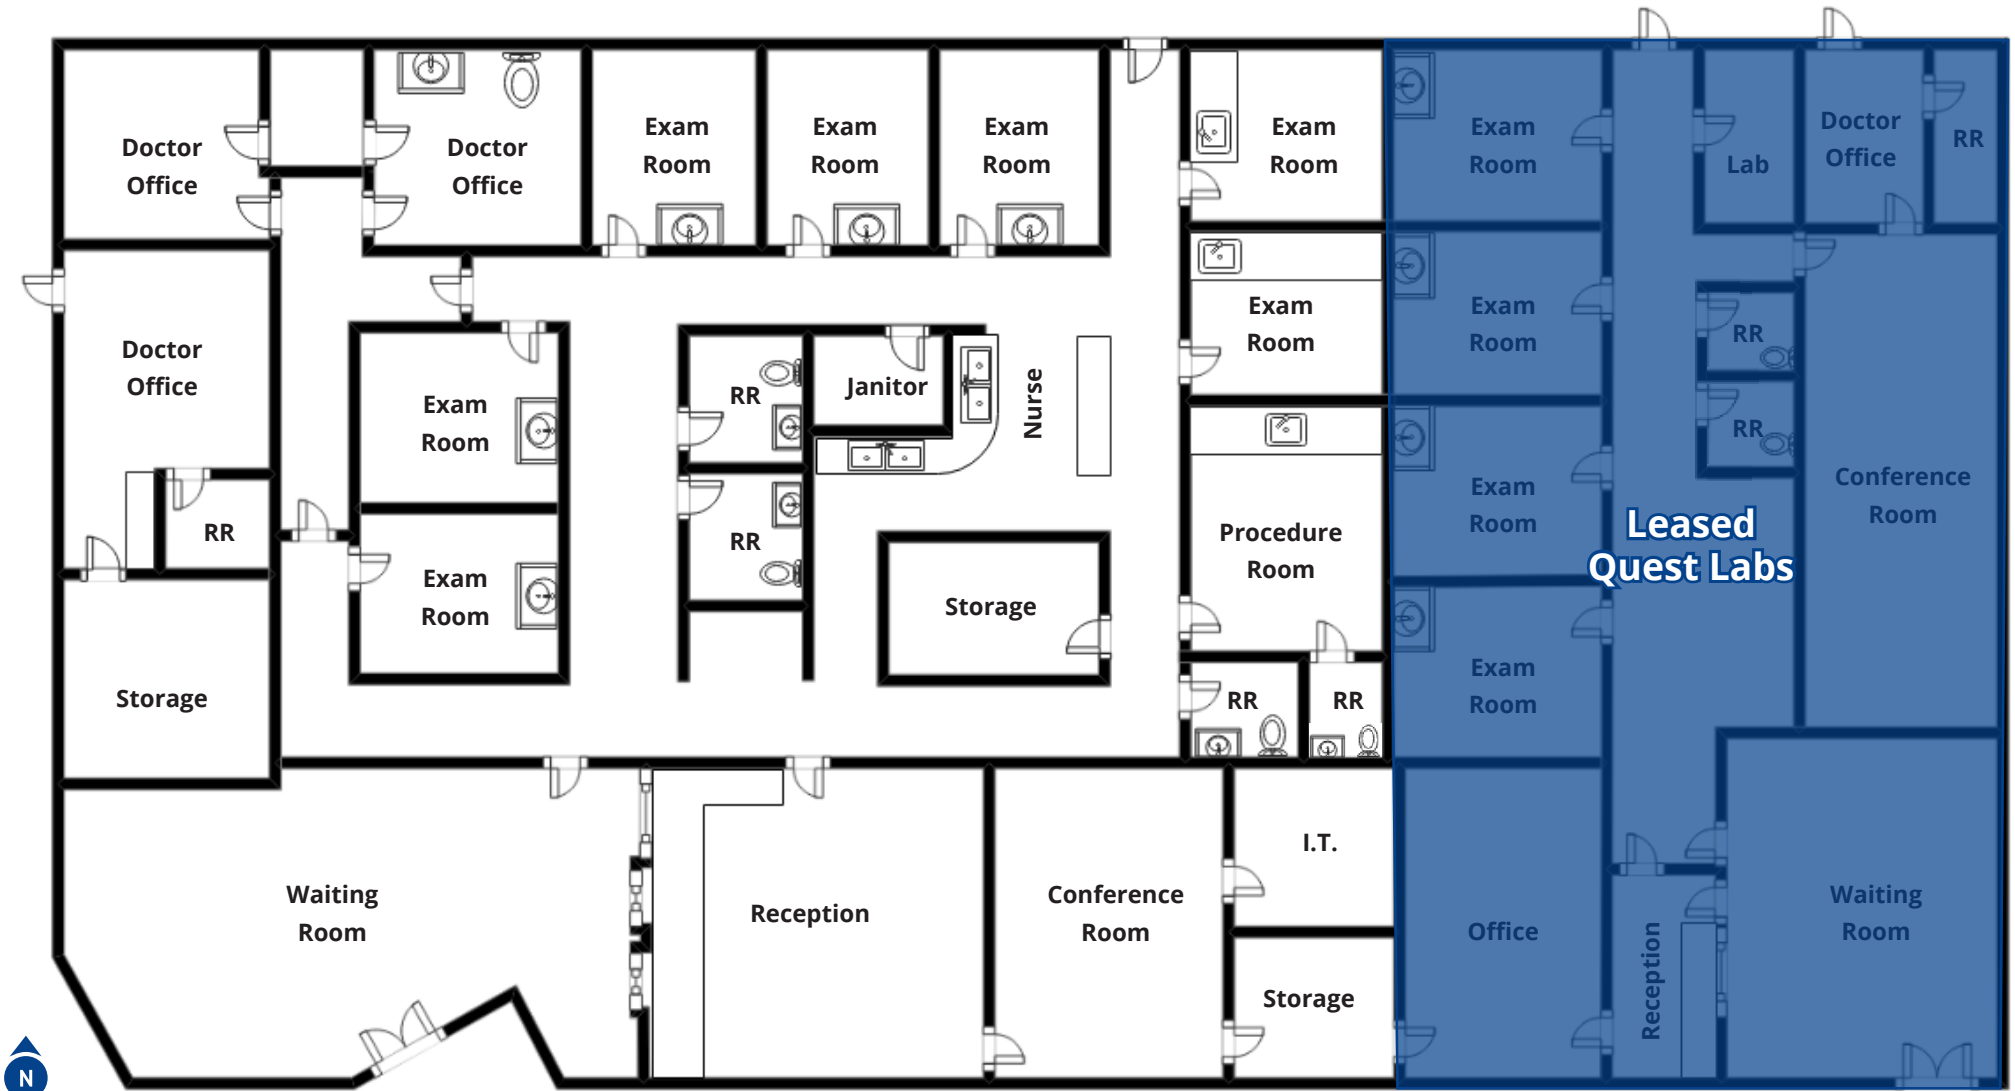 Doctor
Office
Doctor
Office
Exam
Room
Exam
Room
Exam
Room
Exam
Room
Exam
Room
Lab
Doctor
Office
RR
Doctor
Office
Exam
Room
RR
Janitor
Nurse
Exam
Room
Exam
Room
RR
RR
Conference
Room
RR
Exam
Room
RR
Storage
Procedure
Room
Exam
Room
Leased
Quest Labs
Storage
RR
RR
Exam
Room
Waiting
Room
Reception
Conference
Room
I.T.
Storage
Office
Reception
Waiting
Room
N